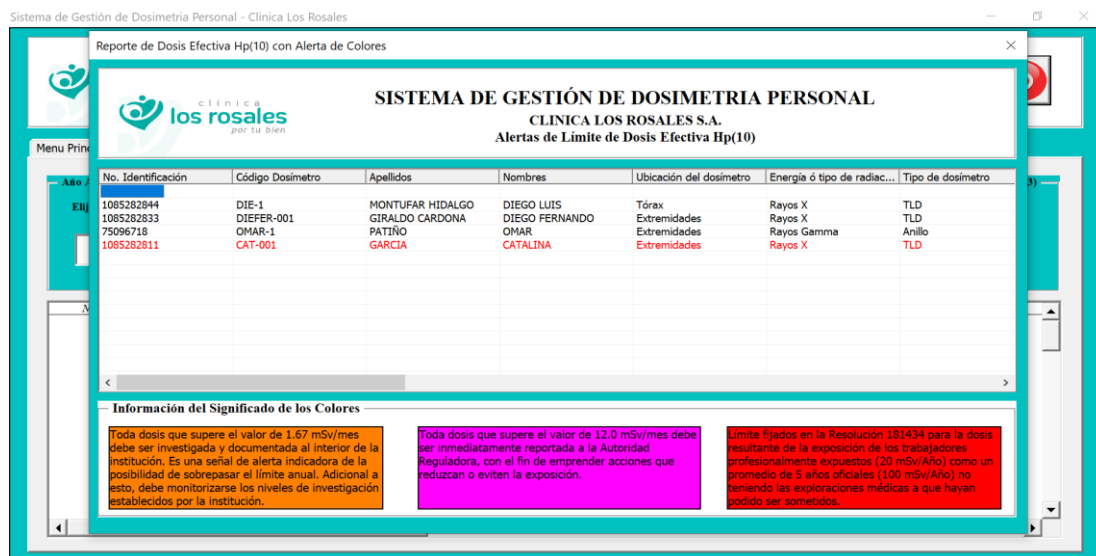 Sistema de Gestión de Dosimetria Personal - Clinica Los Rosales
Reporte de Dosis Efectiva Hp(10) con Alerta de Colores
clínica
los rosales
por tu bien
SISTEMA DE GESTIÓN DE DOSIMETRIA PERSONAL
CLINICA LOS ROSALES S.A.
Alertas de Límite de Dosis Efectiva Hp(10)
Menu Prin
Año A
3)
Elij
N
No. Identificación Código Dosímetro Apellidos Nombres Ubicación del dosímetro Energía ó tipo de radiac... Tipo de dosímetro
1085282844 DIE-1 MONTUFAR HIDALGO DIEGO LUIS Tórax Rayos X TLD
1085282833 DIEFER-001 GIRALDO CARDONA DIEGO FERNANDO Extremidades Rayos X TLD
75096718 OMAR-1 PATIÑO OMAR Extremidades Rayos Gamma Anillo
1085282811 CAT-001 GARCIA CATALINA Extremidades Rayos X TLD
Información del Significado de los Colores
Toda dosis que supere el valor de 1.67 mSv/mes
debe ser investigada y documentada al interior de la
institución. Es una señal de alerta indicadora de la
posibilidad de sobrepasar el límite anual. Adicional a
esto, debe monitorizarse los niveles de investigación
establecidos por la institución.
Toda dosis que supere el valor de 12.0 mSv/mes debe
ser inmediatamente reportada a la Autoridad
Reguladora, con el fin de emprender acciones que
reduzcan o eviten la exposición.
Límite fijados en la Resolución 181434 para la dosis
resultante de la exposición de los trabajadores
profesionalmente expuestos (20 mSv/Año) como un
promedio de 5 años oficiales (100 mSv/Año) no
teniendo las exploraciones médicas a que hayan
podido ser sometidos.